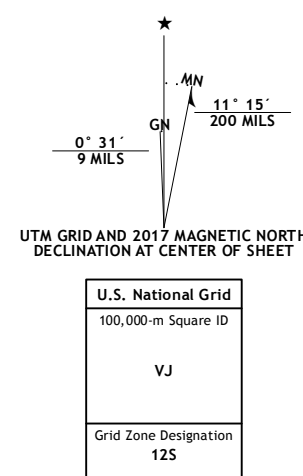 ★
MN
GN
11° 15´
200 MILS
0° 31´
9 MILS
UTM GRID AND 2017 MAGNETIC NORTH
DECLINATION AT CENTER OF SHEET
U.S. National Grid
100,000-m Square ID
VJ
Grid Zone Designation
12S